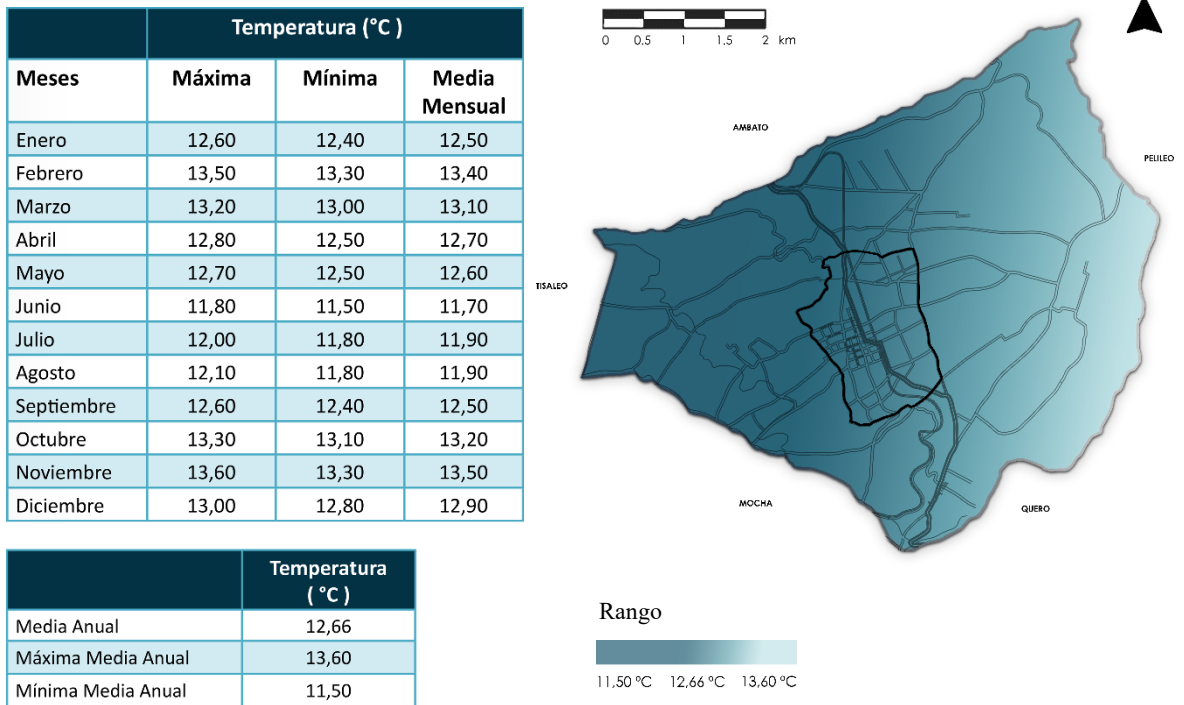 Temperatura (°C )
Meses Máxima Mínima Media
Mensual
Enero 12,60 12,40 12,50
Febrero 13,50 13,30 13,40
Marzo 13,20 13,00 13,10
Abril 12,80 12,50 12,70
Mayo 12,70 12,50 12,60
Junio 11,80 11,50 11,70
Julio 12,00 11,80 11,90
Agosto 12,10 11,80 11,90
Septiembre 12,60 12,40 12,50
Octubre 13,30 13,10 13,20
Noviembre 13,60 13,30 13,50
Diciembre 13,00 12,80 12,90
Temperatura
( °C )
Media Anual 12,66
Máxima Media Anual 13,60
Mínima Media Anual 11,50
0 0.5 1 1,5 2 km
AMBATO
PELILEO
TISALEO
MOCHA
QUERO
Rango
11,50 ºC 12,66 ºC 13,60 ºC